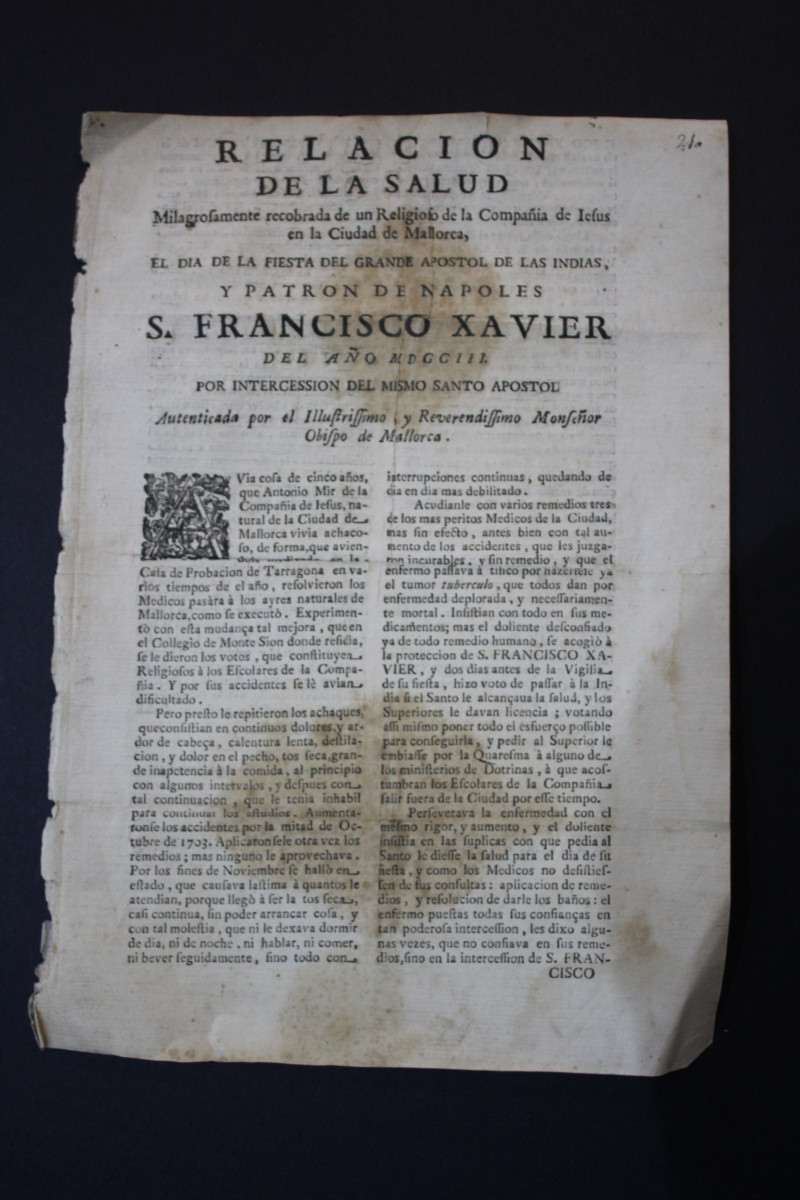 21.
RELACION
DE LA SALUD
Milagrosamente recobrada de un Religioso de la Compañia de Iesus
en la Ciudad de Mallorca,
EL DIA DE LA FIESTA DEL GRANDE APOSTOL DE LAS INDIAS,
Y PATRON DE NAPOLES
S. FRANCISCO XAVIER
DEL AÑO MDCCIII.
POR INTERCESSION DEL MISMO SANTO APOSTOL
Autenticada por el Illustrissimo, y Reverendissimo Monseñor
Obispo de Mallorca.
AVia cosa de cinco años,
que Antonio Mir de la
Compañia de Iesus, na-
tural de la Ciudad de
Mallorca vivia achaco-
so, de forma, que avien-
Casa de Probacion de Tarragona en va-
rios tiempos de el año, resolvieron los
Medicos pasàra à los ayres naturales de
Mallorca, como se executò. Experimen-
tò con esta mudança tal mejora, que en
el Collegio de Monte Sion donde residia,
se le dieron los votos, que constituyen
Religiosos à los Escolares de la Compa-
ñia. Y por sus accidentes se lè avian
dificultado.
Pero presto le repitieron los achaques,
que consistian en continuos dolores, y ar-
dor de cabeça, calentura lenta, destila-
cion, y dolor en el pecho, tos seca, gran-
de inapetencia à la comida, al principio
con algunos intervalos, y despues con
tal continuacion, que le tenia inhabil
para continuar los estudios. Aumenta-
ronse los accidentes por la mitad de Oc-
tubre de 1703. Aplicaronsele otra vez los
remedios; mas ninguno le aprovechava.
Por los fines de Noviembre se hallò en
estado, que causava lastima à quantos le
atendian, porque llegò à ser la tos seca,
casi continua, sin poder arrancar cosa, y
con tal molestia, que ni le dexava dormir
de dia, ni de noche, ni hablar, ni comer,
ni bever seguidamente, sino todo con
interrupciones continuas, quedando de
dia en dia mas debilitado.
Acudianle con varios remedios tres
de los mas peritos Medicos de la Ciudad,
mas sin efecto, antes bien con tal au-
mento de los accidentes, que les juzga-
ron incurables, y sin remedio, y que el
enfermo passava à titico por hazersele ya
el tumor tuberculo, que todos dan por
enfermedad deplorada, y necessariamen-
te mortal. Insistian con todo en sus me-
dicamentos; mas el doliente desconfiado
ya de todo remedio humano, se acogiò à
la proteccion de S. FRANCISCO XA-
VIER, y dos dias antes de la Vigilia
de su fiesta, hizo voto de passar à la In-
dia si el Santo le alcançaua la salud, y los
Superiores le davan licencia; votando
assi mismo poner todo el esfuerço possible
para conseguirla, y pedir al Superior le
embiasse por la Quaresma à alguno de
los ministerios de Dotrinas, à que acos-
tumbran los Escolares de la Compañia
salir fuera de la Ciudad por esse tiempo.
Perseverava la enfermedad con el
mesmo rigor, y aumento, y el doliente
insistia en las suplicas con que pedia al
Santo le diesse la salud para el dia de su
fiesta, y como los Medicos no desisties-
sen de sus consultas: aplicacion de reme-
dios, y resolucion de darle los baños: el
enfermo puestas todas sus confianças en
tan poderosa intercession, les dixo algu-
nas vezes, que no confiava en sus reme-
dios, sino en la intercession de S. FRAN-
CISCO